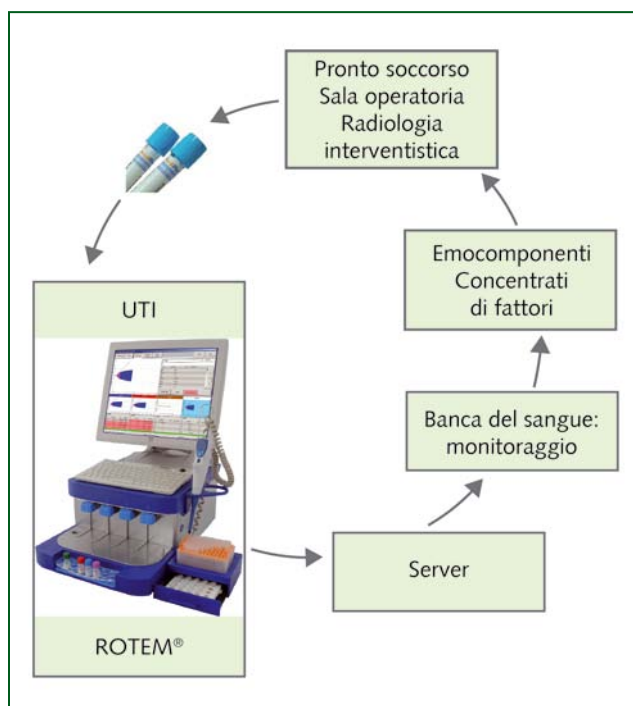 Pronto soccorso
Sala operatoria
Radiologia
interventistica
Emocomponenti
Concentrati
di fattori
UTI
Banca del sangue:
monitoraggio
Server
ROTEM®